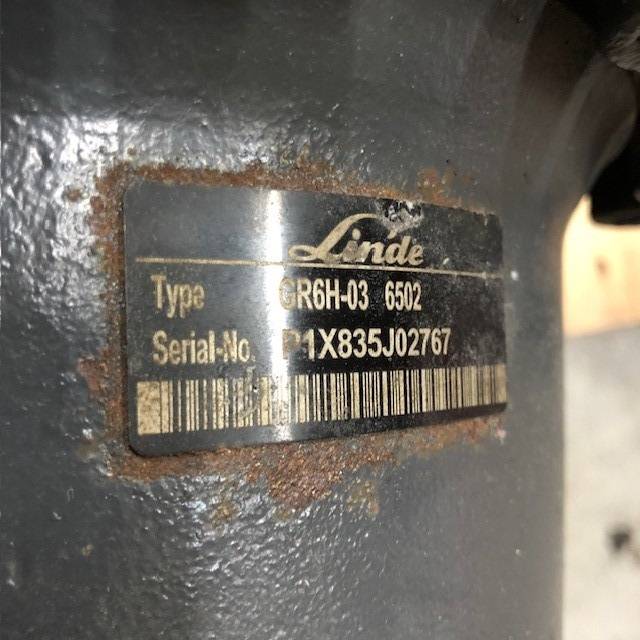 Linde
Type GR6H-03 6502
Serial-No. P1X835J02767